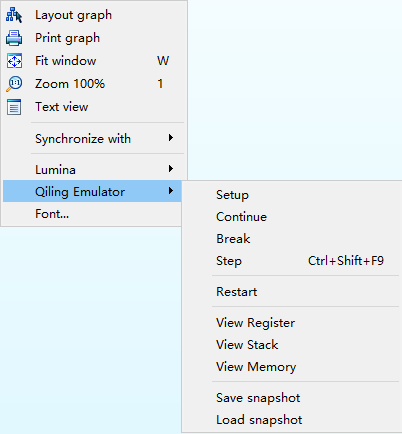 Layout graph
Print graph
Fit window W
Zoom 100% 1
Text view
Synchronize with
Lumina
Qiling Emulator
Font...
Setup
Continue
Break
Step Ctrl+Shift+F9
Restart
View Register
View Stack
View Memory
Save snapshot
Load snapshot